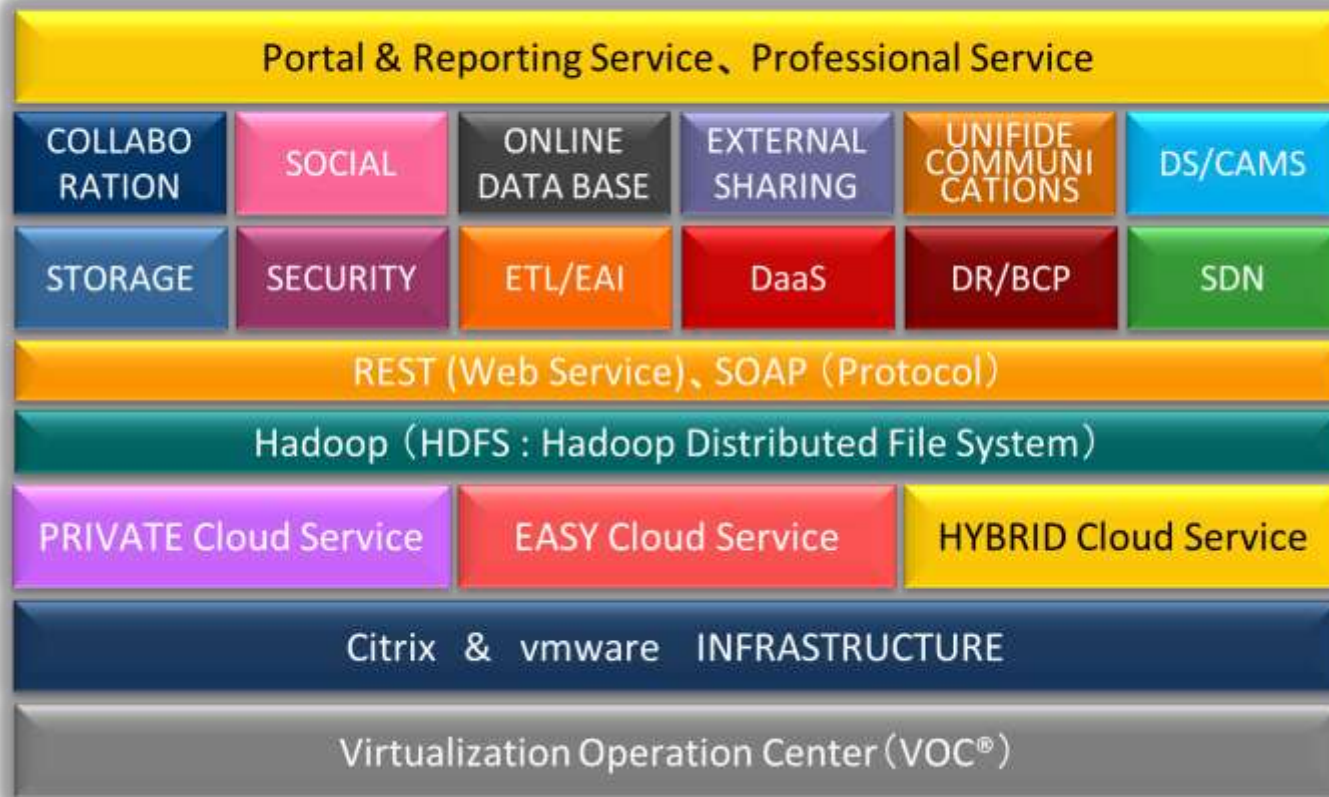 Portal & Reporting Service、Professional Service
COLLABO
RATION
SOCIAL
ONLINE
DATA BASE
EXTERNAL
SHARING
UNIFIDE
COMMUNI
CATIONS
DS/CAMS
STORAGE
SECURITY
ETL/EAI
DaaS
DR/BCP
SDN
REST (Web Service)、SOAP（Protocol）
Hadoop（HDFS : Hadoop Distributed File System）
PRIVATE Cloud Service
EASY Cloud Service
HYBRID Cloud Service
Citrix & vmware INFRASTRUCTURE
Virtualization Operation Center（VOC®）